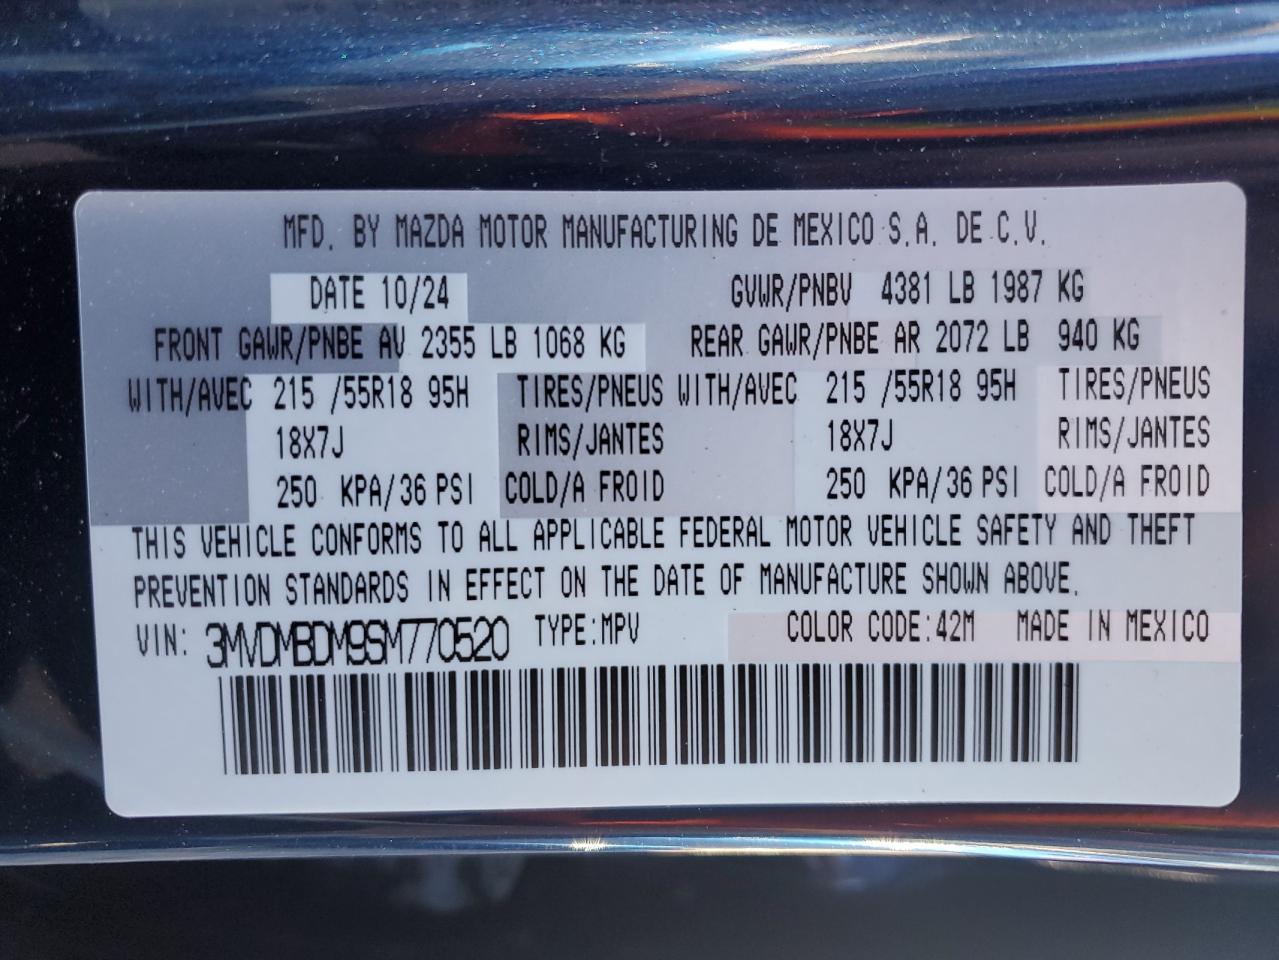 MFD. BY MAZDA MOTOR MANUFACTURING DE MEXICO S.A. DE C.V.
DATE 10/24 GVWR/PNBV 4381 LB 1987 KG
FRONT GAWR/PNBE AV 2355 LB 1068 KG REAR GAWR/PNBE AR 2072 LB 940 KG
WITH/AVEC 215 /55R18 95H TIRES/PNEUS WITH/AVEC 215 /55R18 95H TIRES/PNEUS
18X7J RIMS/JANTES 18X7J RIMS/JANTES
250 KPA/36 PSI COLD/A FROID 250 KPA/36 PSI COLD/A FROID
THIS VEHICLE CONFORMS TO ALL APPLICABLE FEDERAL MOTOR VEHICLE SAFETY AND THEFT
PREVENTION STANDARDS IN EFFECT ON THE DATE OF MANUFACTURE SHOWN ABOVE.
VIN: 3MVDMBDM9SM770520 TYPE:MPV COLOR CODE:42M MADE IN MEXICO